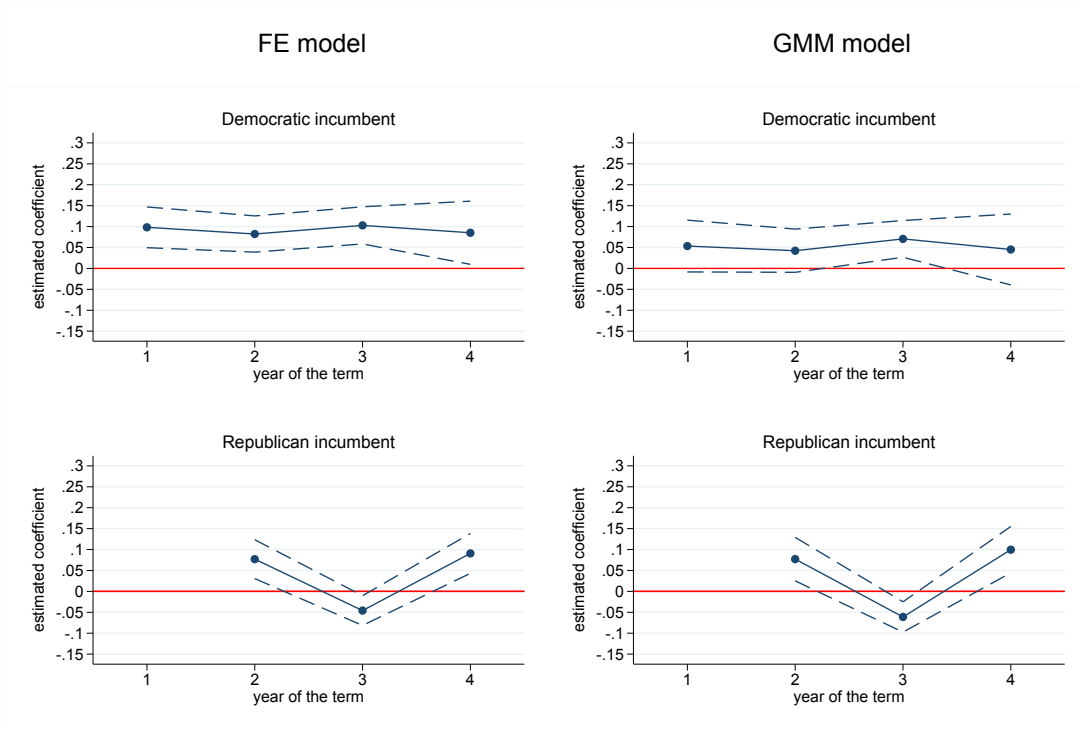 FE model
GMM model
Democratic incumbent
.3
.25
.2
.15
.1
.05
0
-.05
-.1
-.15
estimated coefficient
1 2 3 4
year of the term
Democratic incumbent
.3
.25
.2
.15
.1
.05
0
-.05
-.1
-.15
estimated coefficient
1 2 3 4
year of the term
Republican incumbent
.3
.25
.2
.15
.1
.05
0
-.05
-.1
-.15
estimated coefficient
1 2 3 4
year of the term
Republican incumbent
.3
.25
.2
.15
.1
.05
0
-.05
-.1
-.15
estimated coefficient
1 2 3 4
year of the term